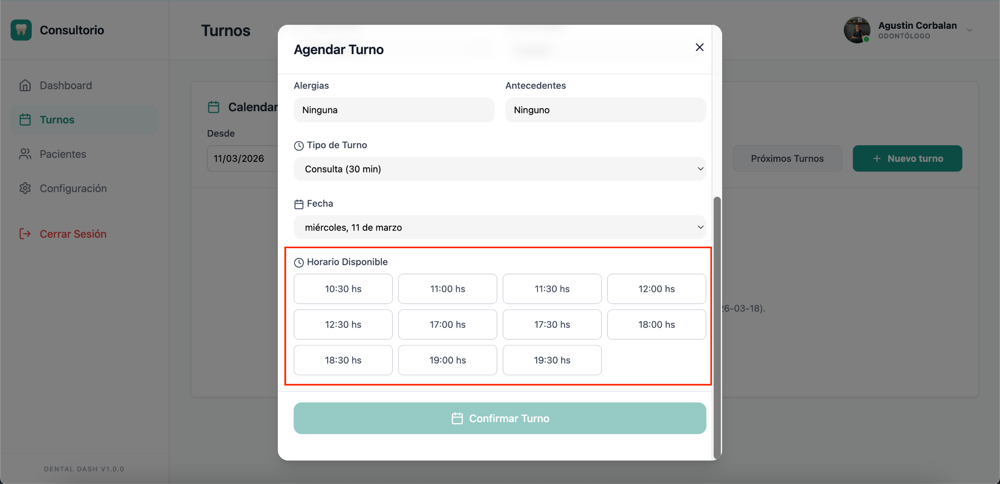 Consultorio
Turnos
Agustin Corbalan
ODONTÓLOGO
Dashboard
Turnos
Pacientes
Configuración
Cerrar Sesión
DENTAL DASH V1.0.0
Calendar
Desde
11/03/2026
Próximos Turnos
+ Nuevo turno
26-03-18).
Agendar Turno
Alergias
Antecedentes
Ninguna
Ninguno
Tipo de Turno
Consulta (30 min)
Fecha
miércoles, 11 de marzo
Horario Disponible
10:30 hs
11:00 hs
11:30 hs
12:00 hs
12:30 hs
17:00 hs
17:30 hs
18:00 hs
18:30 hs
19:00 hs
19:30 hs
Confirmar Turno